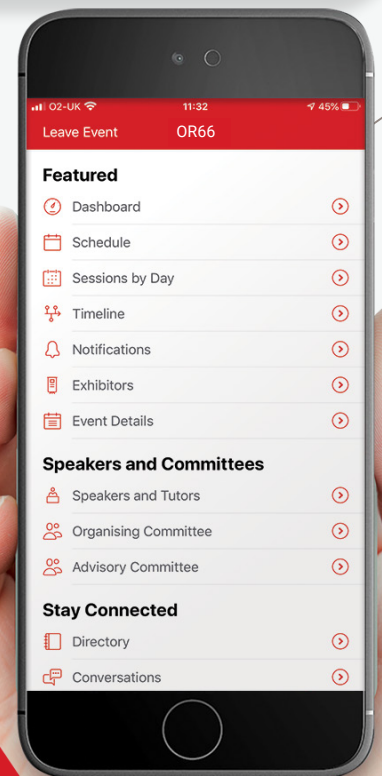 O2-UK 11:32 45%
Leave Event OR66
Featured
Dashboard
Schedule
Sessions by Day
Timeline
Notifications
Exhibitors
Event Details
Speakers and Committees
Speakers and Tutors
Organising Committee
Advisory Committee
Stay Connected
Directory
Conversations